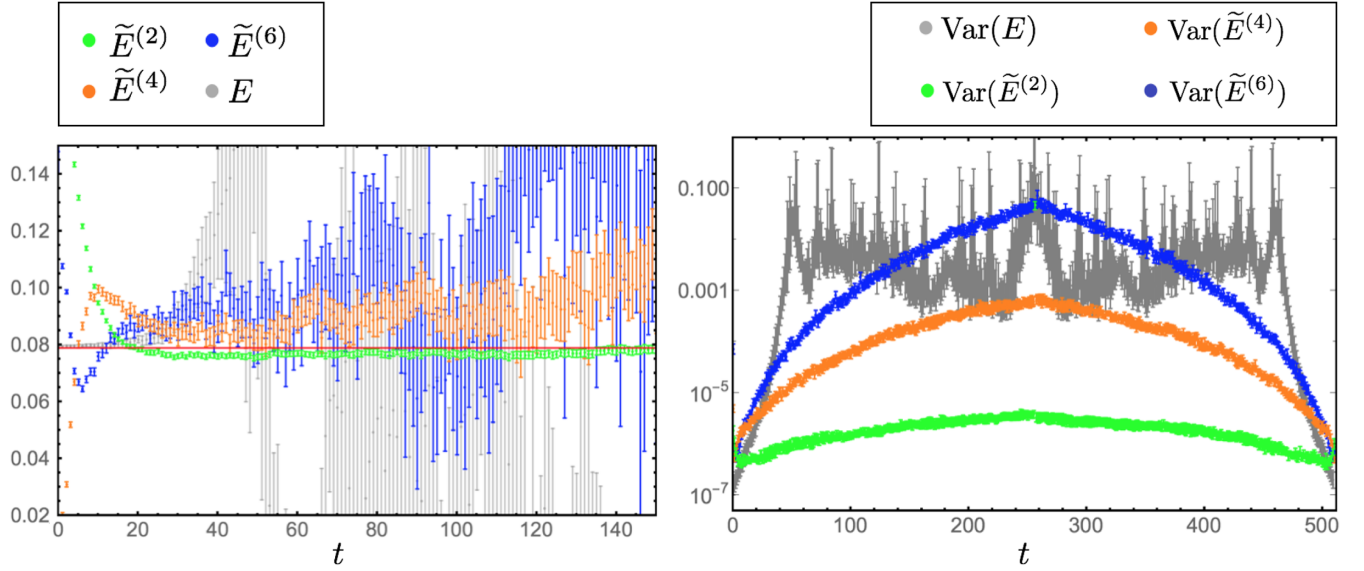 Ẽ⁽²⁾ Ẽ⁽⁶⁾
Ẽ⁽⁴⁾ E
0.14
0.12
0.10
0.08
0.06
0.04
0.02
0 20 40 60 80 100 120 140
t
Var(E) Var(Ẽ⁽⁴⁾)
Var(Ẽ⁽²⁾) Var(Ẽ⁽⁶⁾)
0.100
0.001
10⁻⁵
10⁻⁷
0 100 200 300 400 500
t